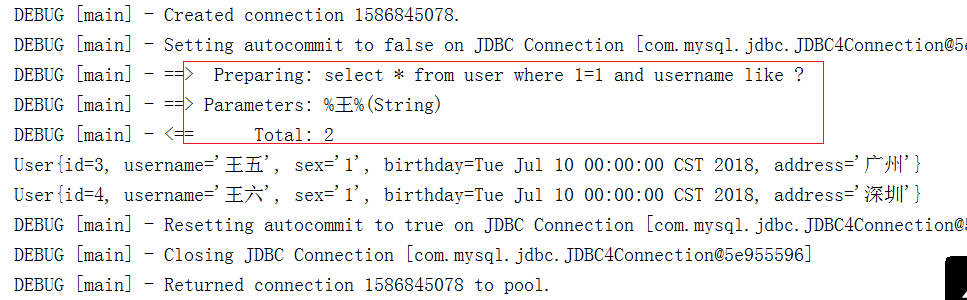 DEBUG [main] - Created connection 1586845078.
DEBUG [main] - Setting autocommit to false on JDBC Connection [com.mysql.jdbc.JDBC4Connection@5e
DEBUG [main] - ==>  Preparing: select * from user where 1=1 and username like ?
DEBUG [main] - ==> Parameters: %王%(String)
DEBUG [main] - <==      Total: 2
User{id=3, username='王五', sex='1', birthday=Tue Jul 10 00:00:00 CST 2018, address='广州'}
User{id=4, username='王六', sex='1', birthday=Tue Jul 10 00:00:00 CST 2018, address='深圳'}
DEBUG [main] - Resetting autocommit to true on JDBC Connection [com.mysql.jdbc.JDBC4Connection@
DEBUG [main] - Closing JDBC Connection [com.mysql.jdbc.JDBC4Connection@5e955596]
DEBUG [main] - Returned connection 1586845078 to pool.